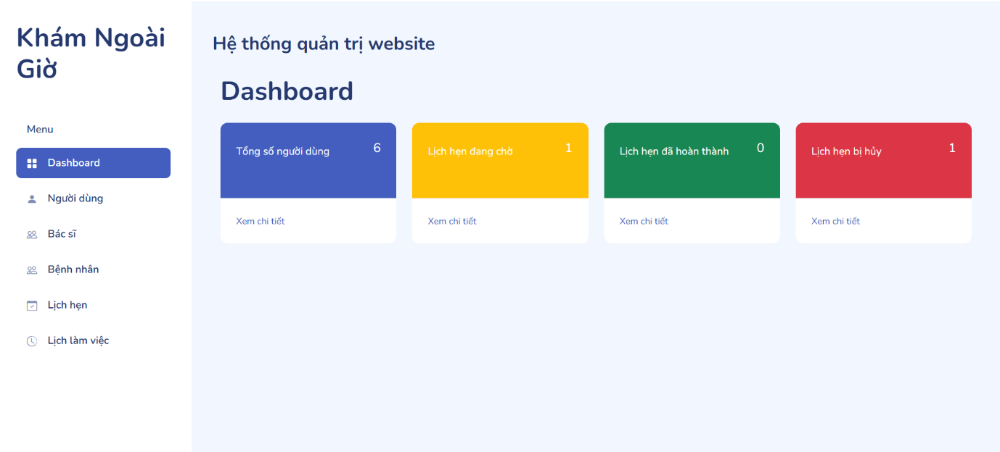 Khám Ngoài
Giờ
Menu
Dashboard
Người dùng
Bác sĩ
Bệnh nhân
Lịch hẹn
Lịch làm việc
Hệ thống quản trị website
Dashboard
Tổng số người dùng 6
Xem chi tiết
Lịch hẹn đang chờ 1
Xem chi tiết
Lịch hẹn đã hoàn thành 0
Xem chi tiết
Lịch hẹn bị hủy 1
Xem chi tiết